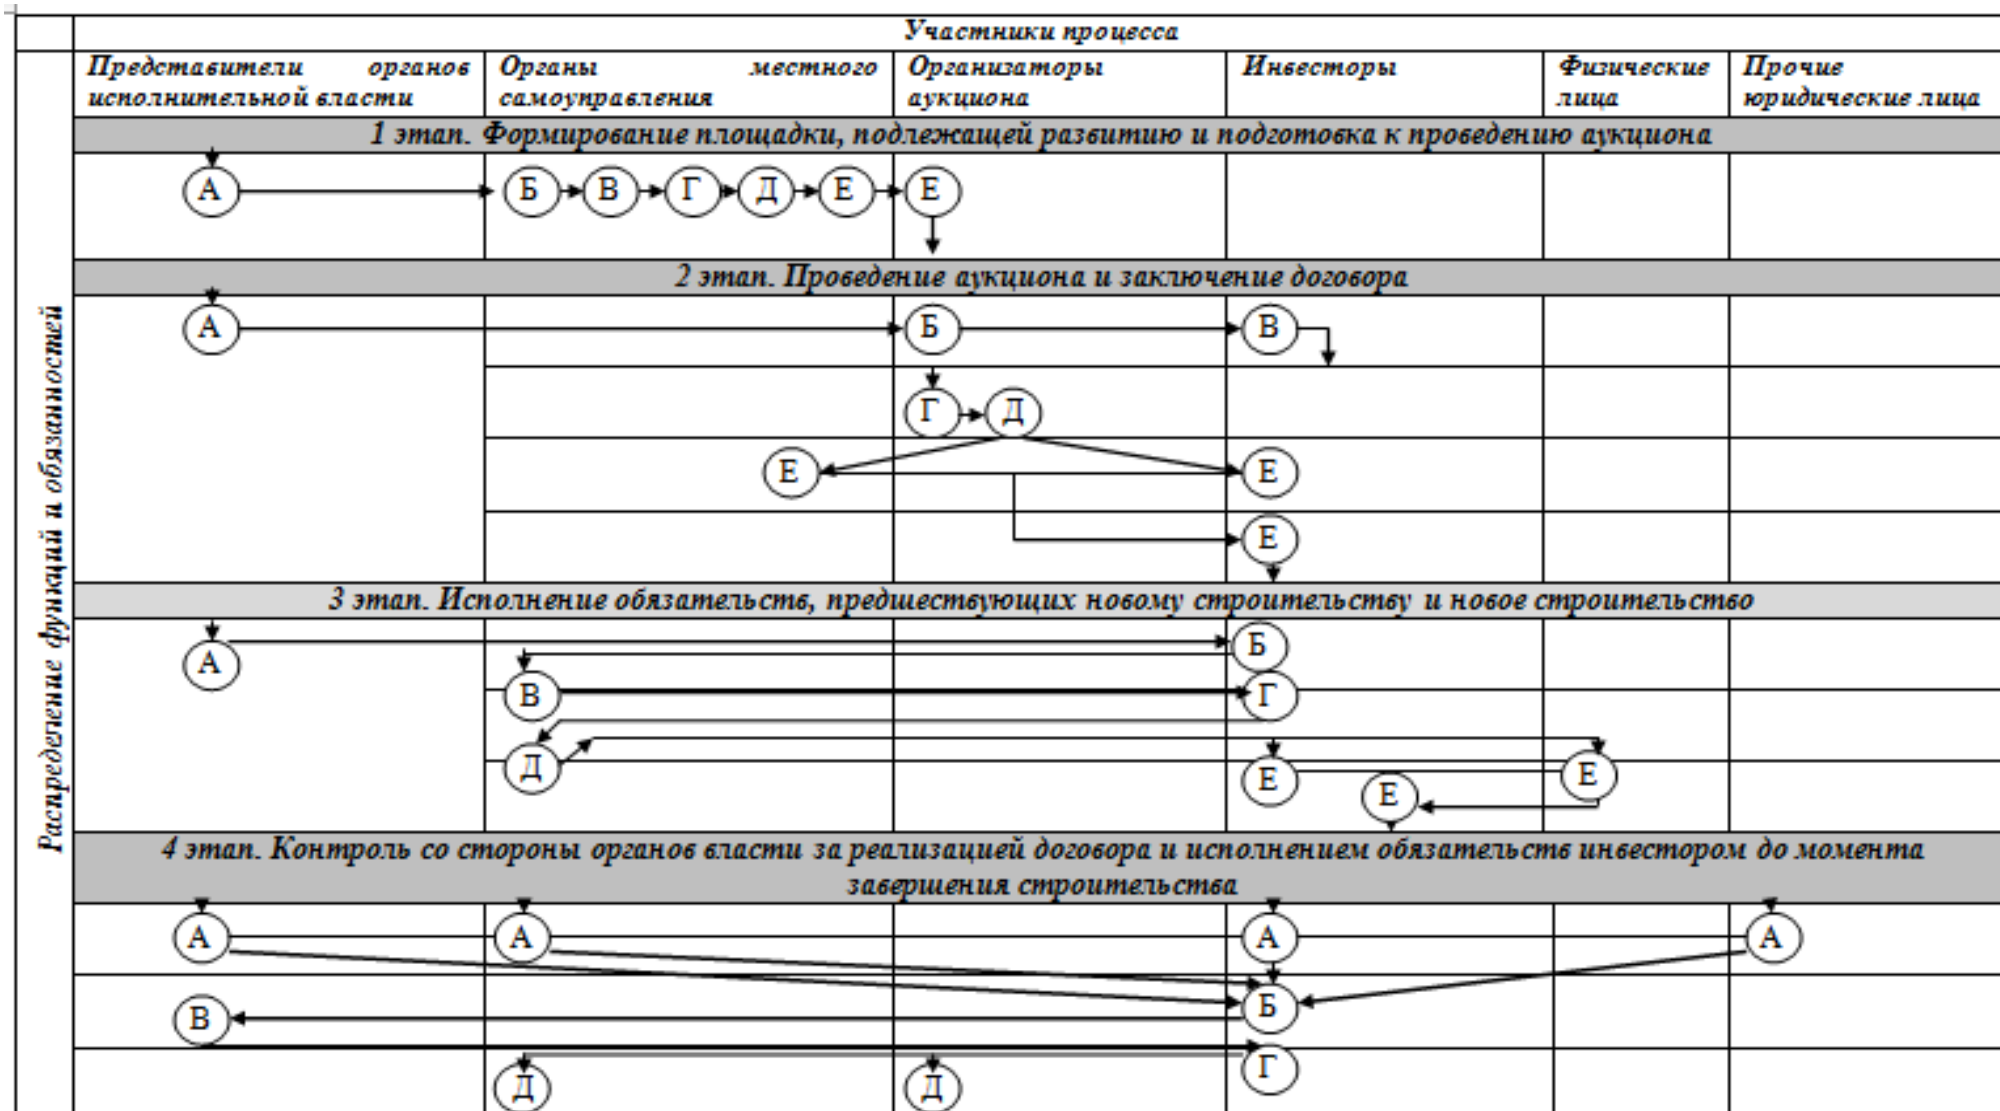 Участники процесса
Представители органов
исполнительной власти
Органы местного
самоуправления
Организаторы
аукциона
Инвесторы
Физические
лица
Прочие
юридические лица
Распределение функций и обязанностей
1 этап. Формирование площадки, подлежащей развитию и подготовка к проведению аукциона
А Б В Г Д Е Е
2 этап. Проведение аукциона и заключение договора
А Б В
Г Д
Е Е
Е
3 этап. Исполнение обязательств, предшествующих новому строительству и новое строительство
А Б
В Г
Д Е Е Е
4 этап. Контроль со стороны органов власти за реализацией договора и исполнением обязательств инвестором до момента
завершения строительства
А А А А
В Б
Д Д Г